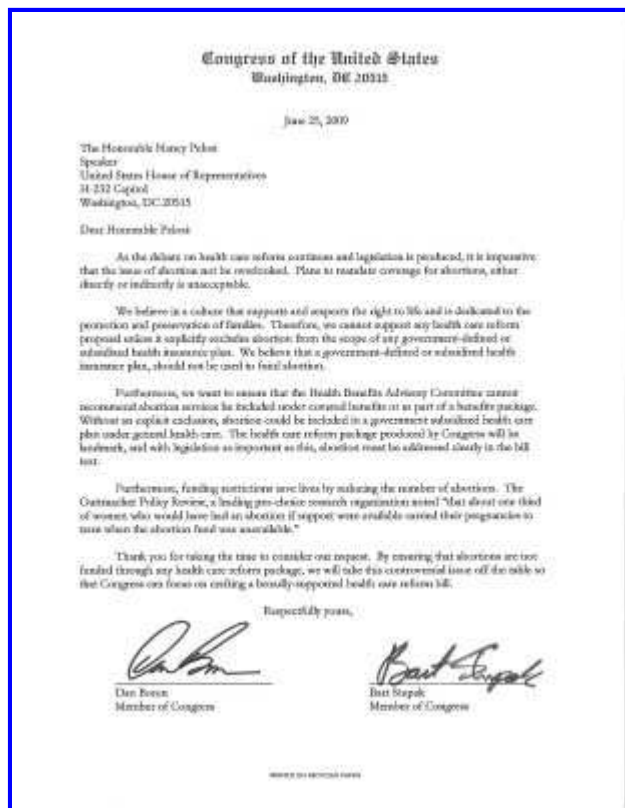 Congress of the United States
Washington, DC 20515
June 25, 2009
The Honorable Nancy Pelosi
Speaker
United States House of Representatives
H-232 Capitol
Washington, DC 20515
Dear Honorable Pelosi:
As the debate on health care reform continues and legislation is produced, it is imperative
that the issue of abortion not be overlooked. Plans to mandate coverage for abortions, either
directly or indirectly is unacceptable.
We believe in a culture that supports and respects the right to life and is dedicated to the
protection and preservation of families. Therefore, we cannot support any health care reform
proposal unless it explicitly excludes abortion from the scope of any government-defined or
subsidized health insurance plan. We believe that a government-defined or subsidized health
insurance plan, should not be used to fund abortion.
Furthermore, we want to ensure that the Health Benefits Advisory Committee cannot
recommend abortion services be included under covered benefits or as part of a benefits package.
Without an explicit exclusion, abortion could be included in a government subsidized health care
plan under general health care. The health care reform package produced by Congress will be
landmark, and with legislation as important as this, abortion must be addressed clearly in the bill
text.
Furthermore, funding restrictions save lives by reducing the number of abortions. The
Guttmacher Policy Review, a leading pro-choice research organization noted "that about one third
of women who would have had an abortion if support were available carried their pregnancies to
term when the abortion fund was unavailable."
Thank you for taking the time to consider our request. By ensuring that abortions are not
funded through any health care reform package, we will take this controversial issue off the table so
that Congress can focus on crafting a broadly-supported health care reform bill.
Respectfully yours,
Bart Stupak
Dan Boren
Member of Congress
Bart Stupak
Member of Congress
PRINTED ON RECYCLED PAPER